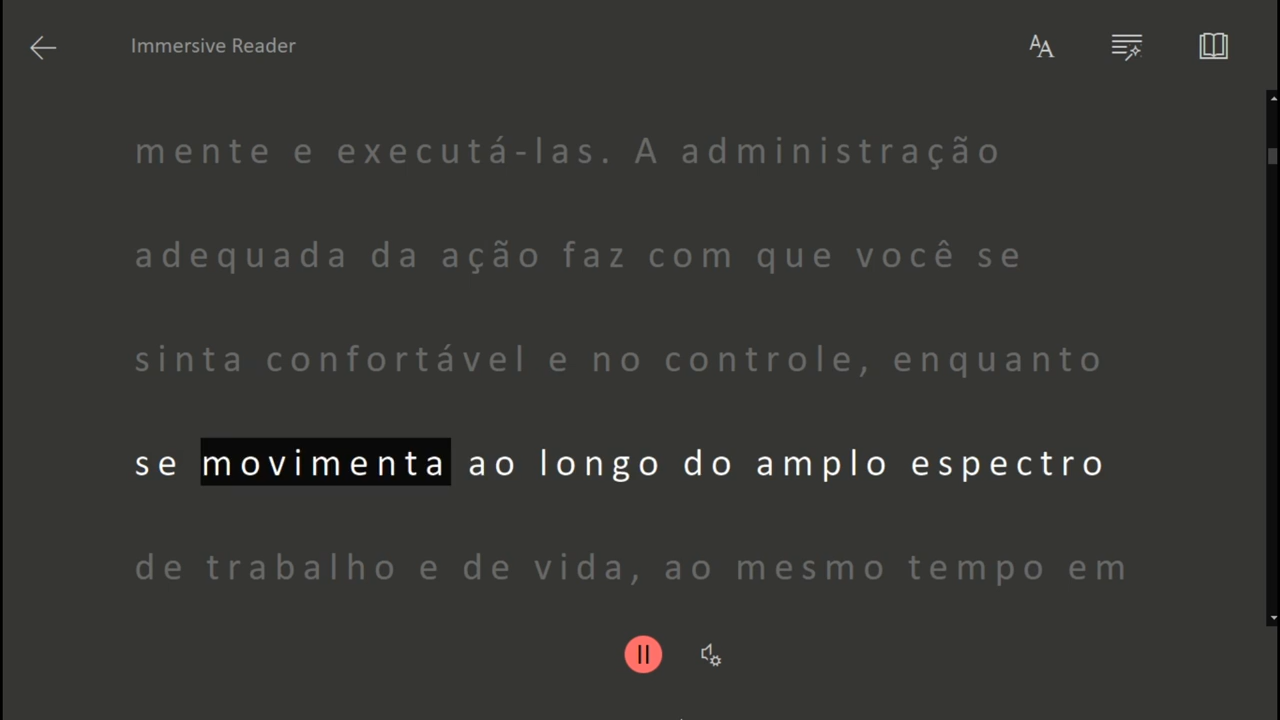 Immersive Reader
mente e executá-las. A administração
adequada da ação faz com que você se
sinta confortável e no controle, enquanto
se movimenta ao longo do amplo espectro
de trabalho e de vida, ao mesmo tempo em